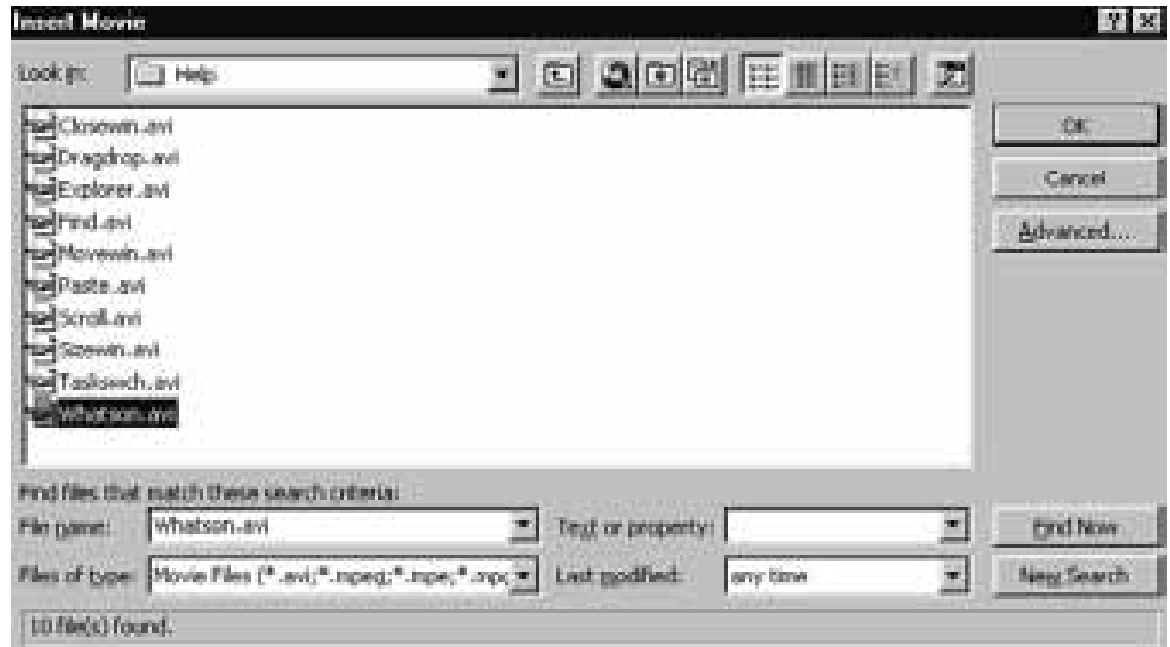 Insert Movie
Look in: Help
Closewin.avi
Dragdrop.avi
Explorer.avi
Find.avi
Movewin.avi
Paste.avi
Scroll.avi
Sizewin.avi
Taskswch.avi
Whatson.avi
OK
Cancel
Advanced....
Find files that match these search criteria:
File name: Whatson.avi Text or property: Find Now
Files of type: Movie Files (*.avi;*.mpeg;*.mpe;*.mpg Last modified: any time New Search
10 file(s) found.